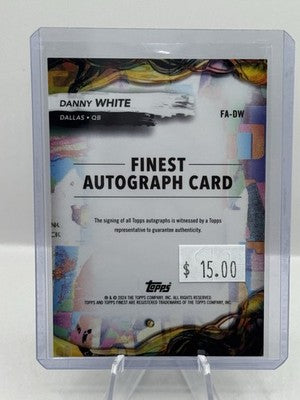 DANNY WHITE
DALLAS • QB
FA-DW
FINEST
AUTOGRAPH CARD
The signing of all Topps autographs is witnessed by a Topps
representative to guarantee authenticity.
$ 15.00
Topps
® & © 2024 THE TOPPS COMPANY, INC. ALL RIGHTS RESERVED.
TOPPS AND TOPPS FINEST ARE REGISTERED TRADEMARKS OF THE TOPPS COMPANY, INC.